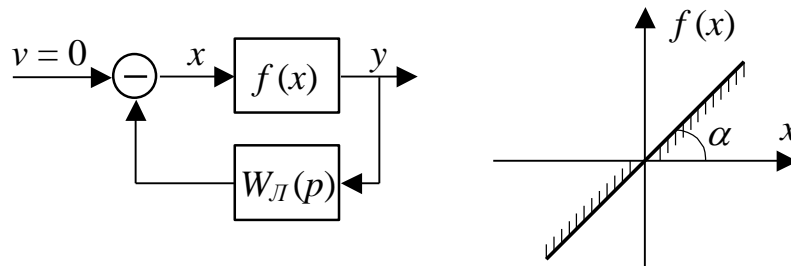 v = 0
x
f(x)
y
W_Л(p)
f(x)
α
x